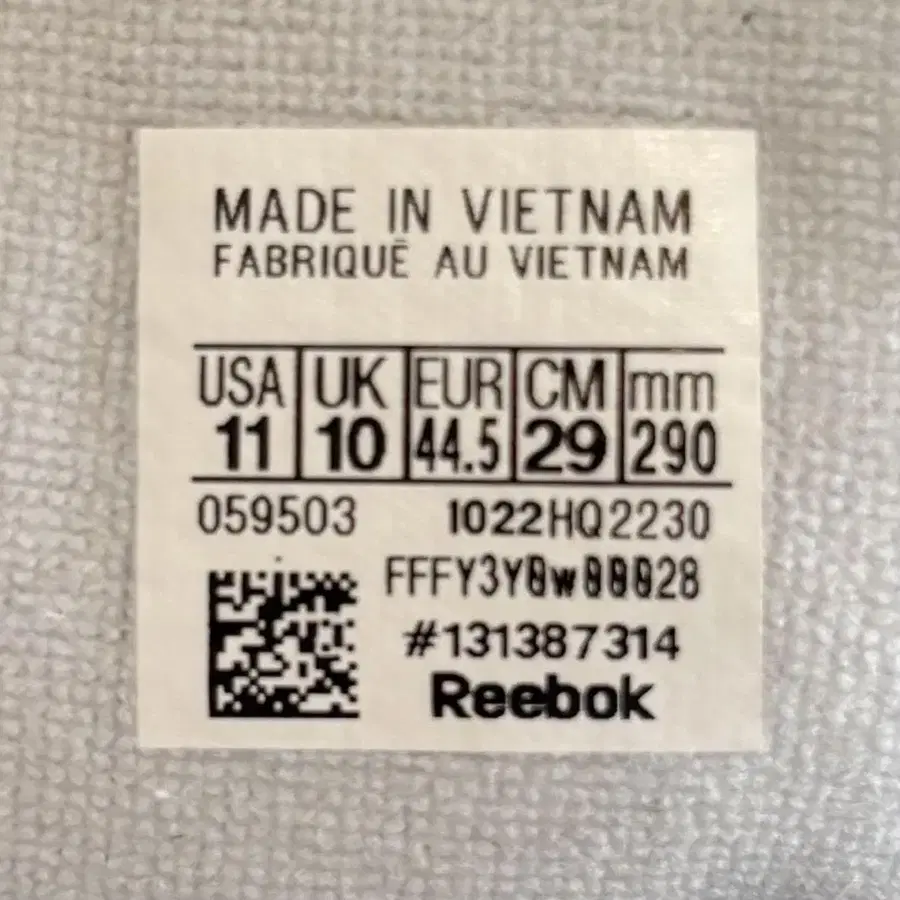 MADE IN VIETNAM
FABRIQUÉ AU VIETNAM
USA UK EUR CM mm
11 10 44.5 29 290
059503 1022HQ2230
FFFY3Y0w00028
#131387314
Reebok